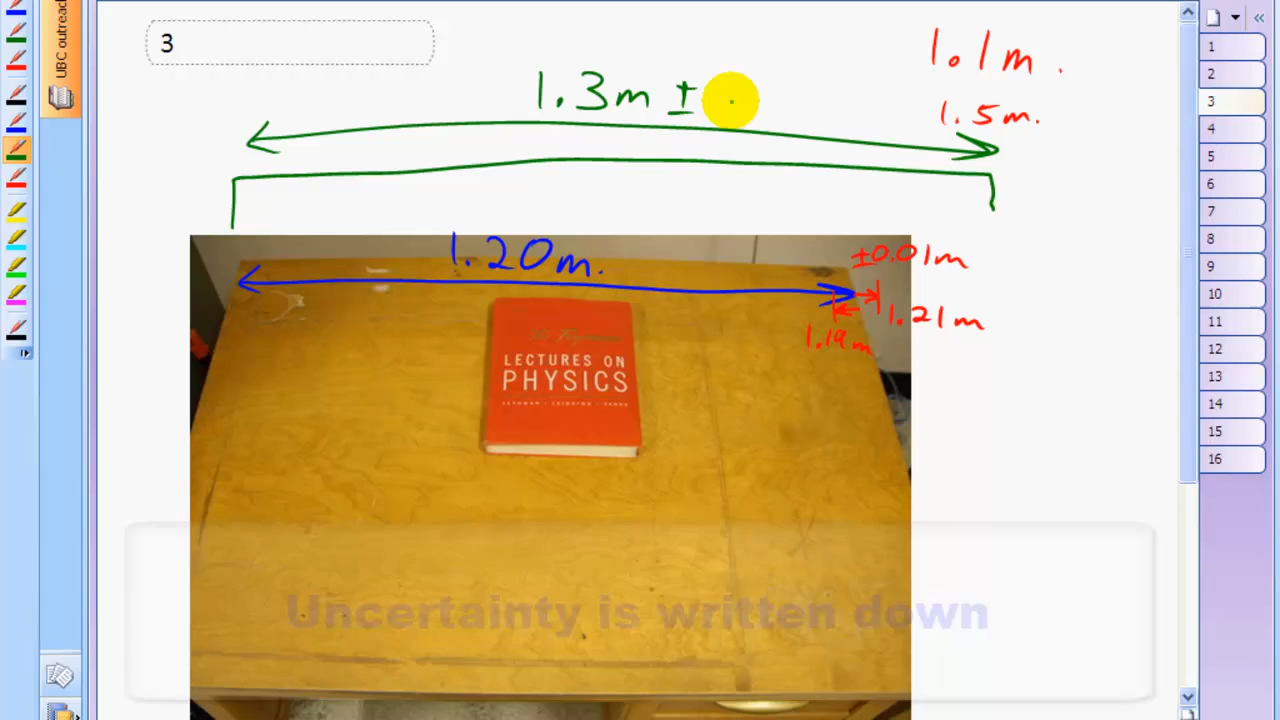 UBC outreach
3
1.3m ±
1.1m.
1.5m.
1.20m.
±0.01m
1.21m
1.19m
LECTURES ON
PHYSICS
Uncertainty is written down
1
2
3
4
5
6
7
8
9
10
11
12
13
14
15
16